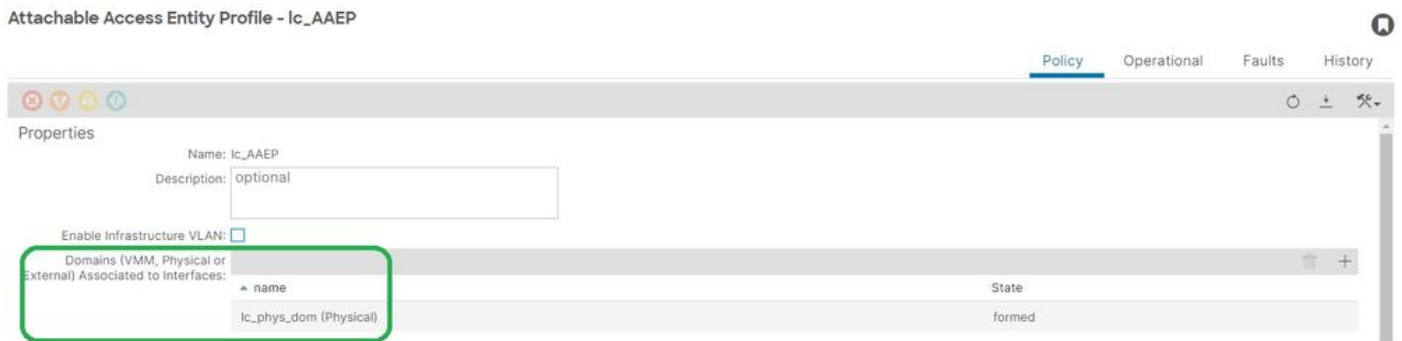 Attachable Access Entity Profile - lc_AAEP
Policy Operational Faults History
Properties
Name: lc_AAEP
Description: optional
Enable Infrastructure VLAN:
Domains (VMM, Physical or
External) Associated to Interfaces:
name State
lc_phys_dom (Physical) formed